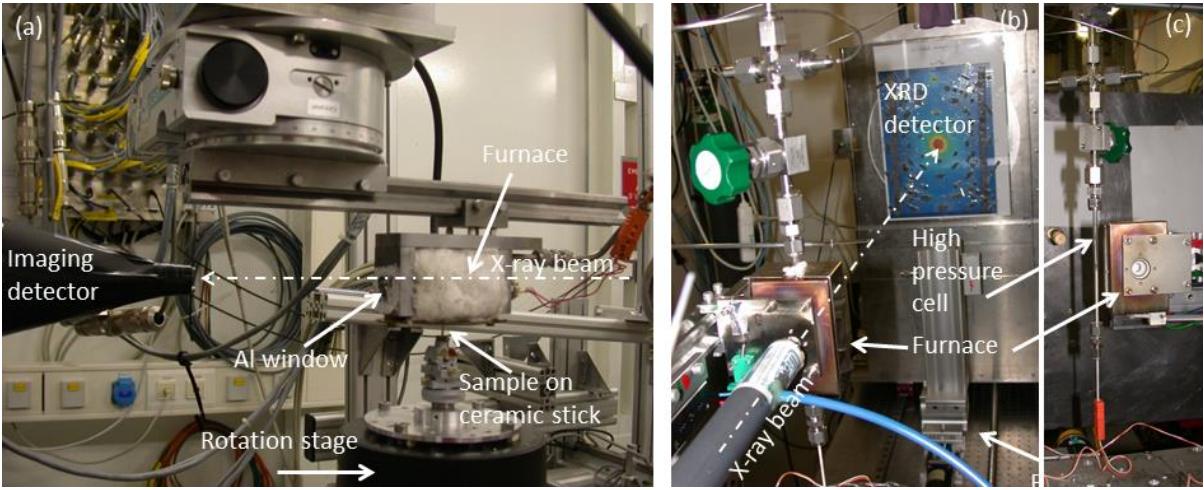 (a)
Furnace
X-ray beam
Imaging
detector
Al window
Sample on
ceramic stick
Rotation stage
(b)
XRD
detector
High
pressure
cell
Furnace
X-ray beam
(c)